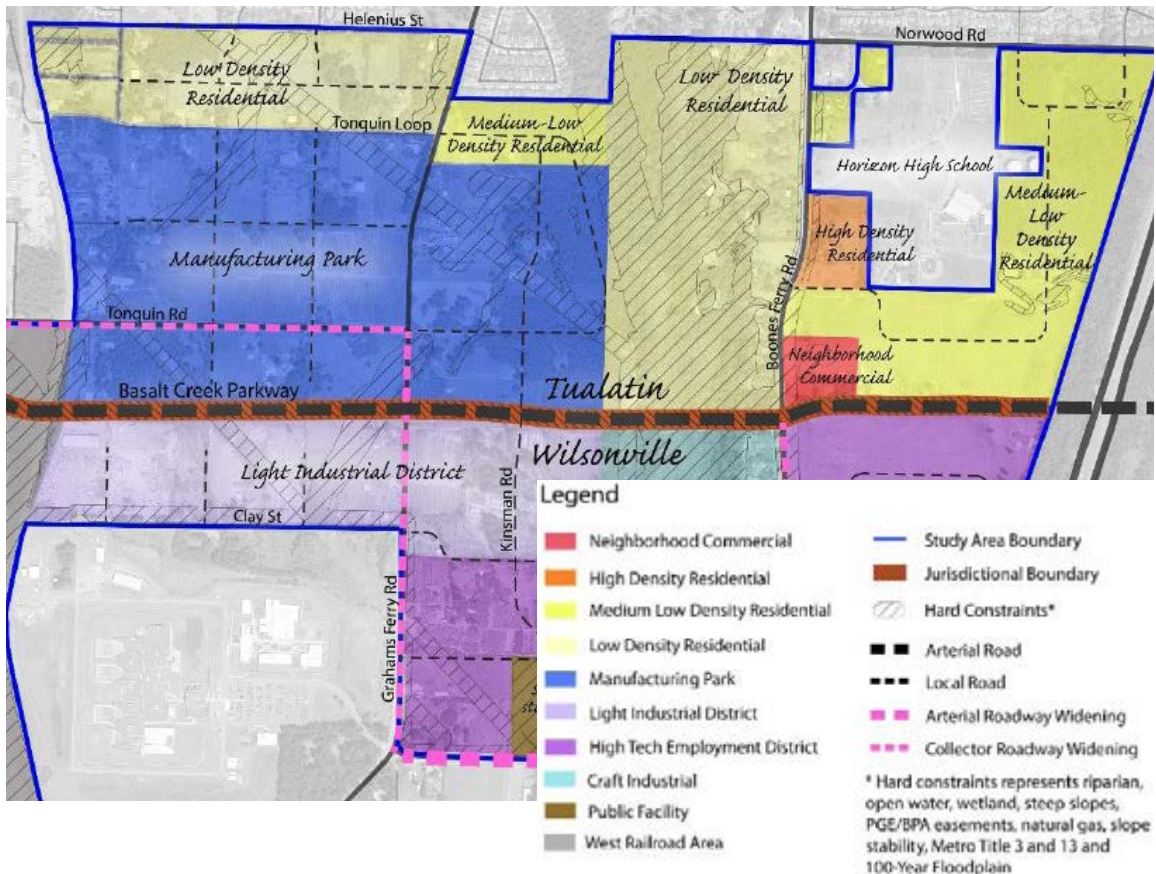 Helenius St
Norwood Rd
Low Density
Residential
Low Density
Residential
Tonquin Loop
Medium-Low
Density Residential
Horizon High School
Medium-
Low
Density
Residential
High Density
Residential
Manufacturing Park
Boones Ferry Rd
Tonquin Rd
Neighborhood
Commercial
Basalt Creek Parkway
Tualatin
Wilsonville
Light Industrial District
Kinsman Rd
Clay St
Grahams Ferry Rd
Legend
Neighborhood Commercial
High Density Residential
Medium Low Density Residential
Low Density Residential
Manufacturing Park
Light Industrial District
High Tech Employment District
Craft Industrial
Public Facility
West Railroad Area
Study Area Boundary
Jurisdictional Boundary
Hard Constraints*
Arterial Road
Local Road
Arterial Roadway Widening
Collector Roadway Widening
* Hard constraints represents riparian,
open water, wetland, steep slopes,
PGE/BPA easements, natural gas, slope
stability, Metro Title 3 and 13 and
100-Year Floodplain